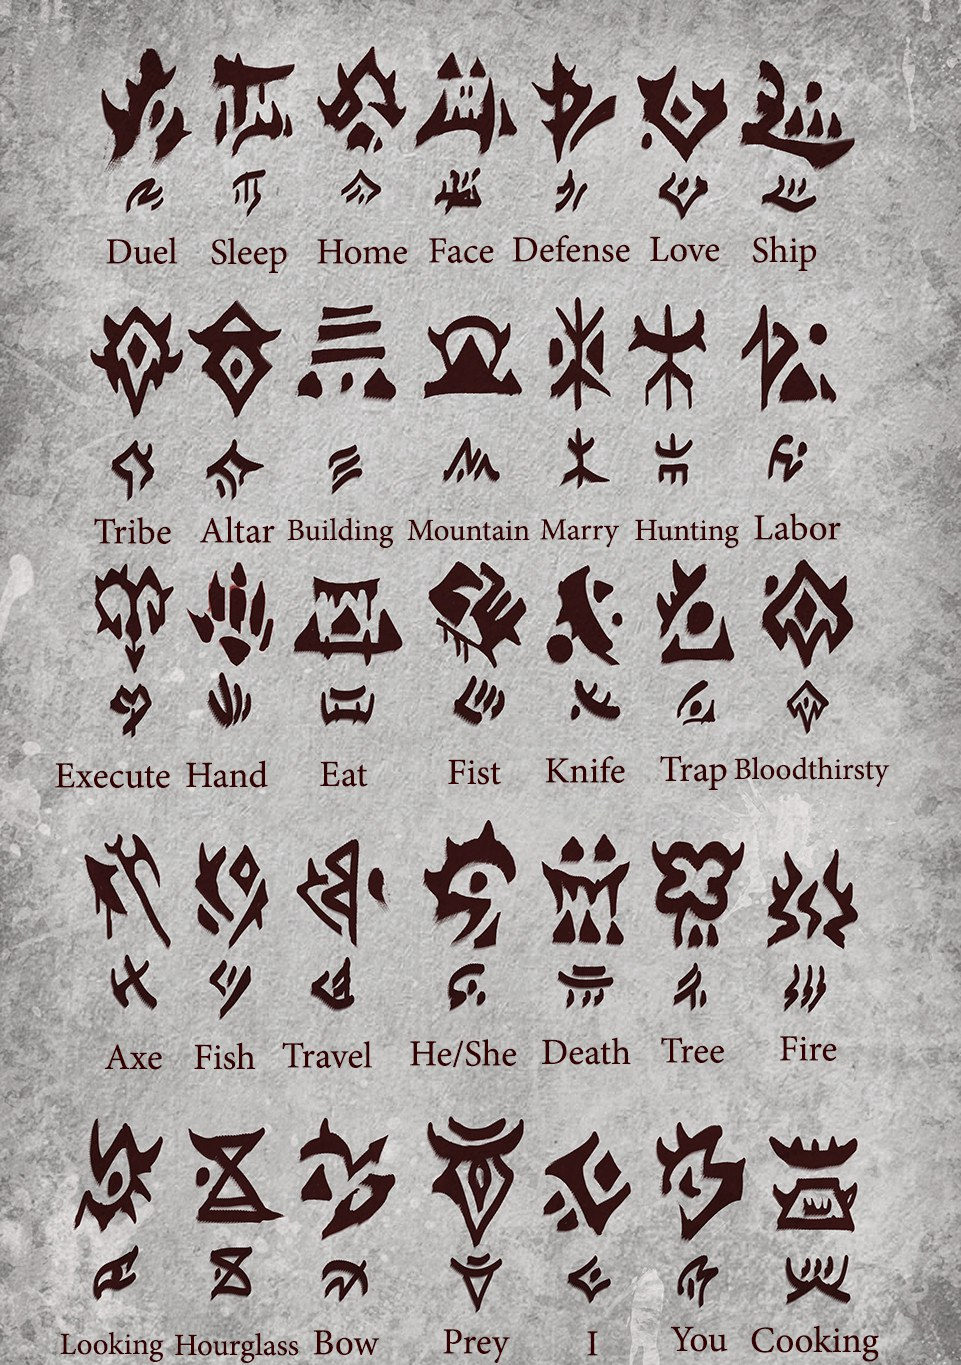 Duel Sleep Home Face Defense Love Ship
Tribe Altar Building Mountain Marry Hunting Labor
Execute Hand Eat Fist Knife Trap Bloodthirsty
Axe Fish Travel He/She Death Tree Fire
Looking Hourglass Bow Prey I You Cooking